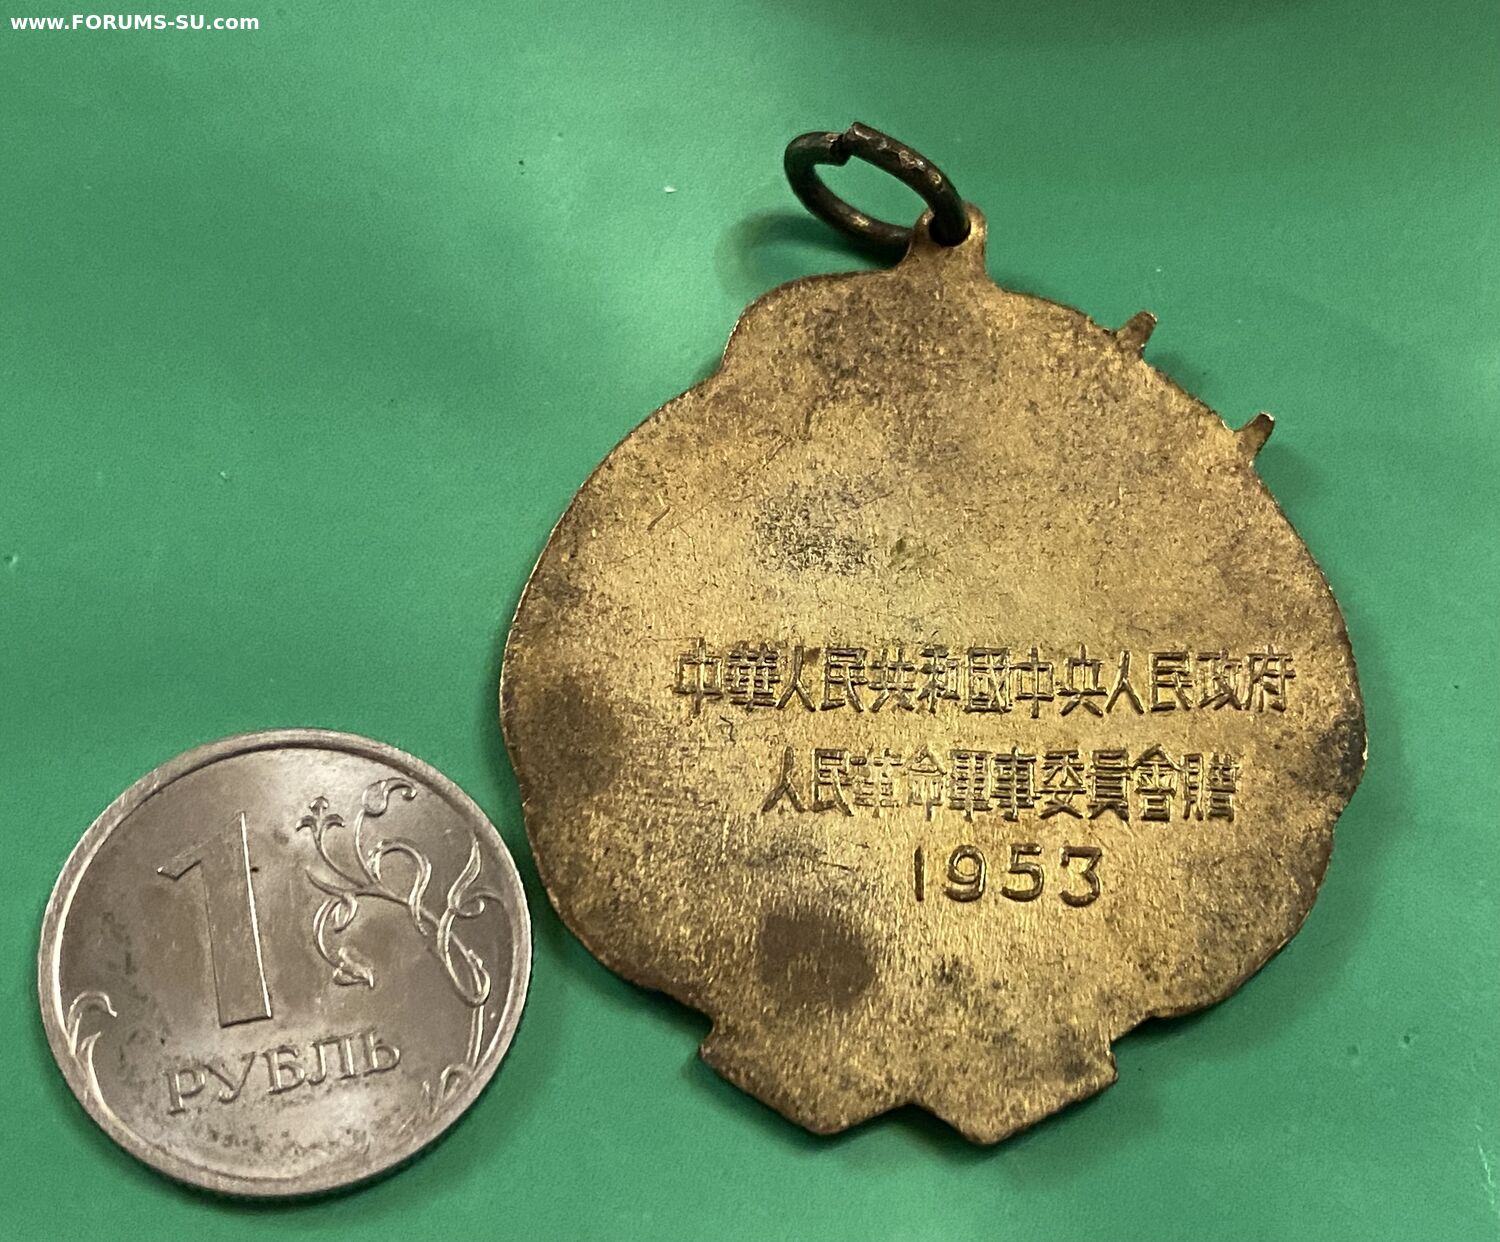 www.FORUMS-SU.com
中華人民共和國中央人民政府
人民革命軍事委員會贈
1953
1
РУБЛЬ